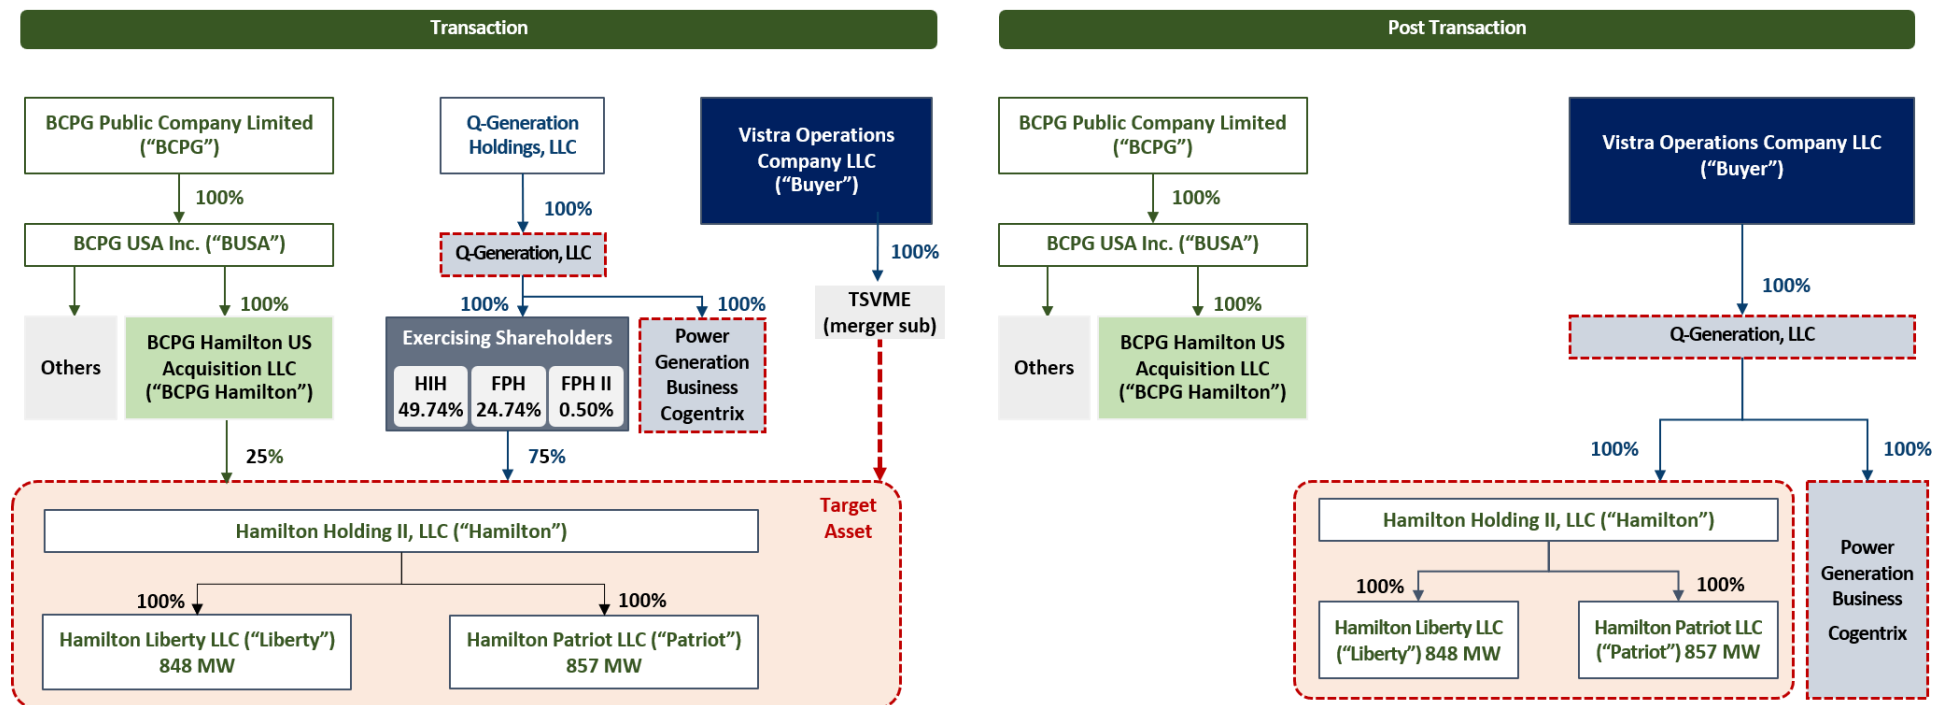 Transaction
BCPG Public Company Limited
(“BCPG”)
100%
BCPG USA Inc. (“BUSA”)
100%
Others
BCPG Hamilton US
Acquisition LLC
(“BCPG Hamilton”)
25%
Q-Generation
Holdings, LLC
100%
Q-Generation, LLC
100%
100%
Exercising Shareholders
HIH
49.74%
FPH
24.74%
FPH II
0.50%
75%
Power
Generation
Business
Cogentrix
Vistra Operations
Company LLC
(“Buyer”)
100%
TSVME
(merger sub)
Target
Asset
Hamilton Holding II, LLC (“Hamilton”)
100%
100%
Hamilton Liberty LLC (“Liberty”)
848 MW
Hamilton Patriot LLC (“Patriot”)
857 MW
Post Transaction
BCPG Public Company Limited
(“BCPG”)
100%
BCPG USA Inc. (“BUSA”)
100%
Others
BCPG Hamilton US
Acquisition LLC
(“BCPG Hamilton”)
Vistra Operations Company LLC
(“Buyer”)
100%
Q-Generation, LLC
100%
100%
Hamilton Holding II, LLC (“Hamilton”)
100%
100%
Hamilton Liberty LLC
(“Liberty”) 848 MW
Hamilton Patriot LLC
(“Patriot”) 857 MW
Power
Generation
Business
Cogentrix